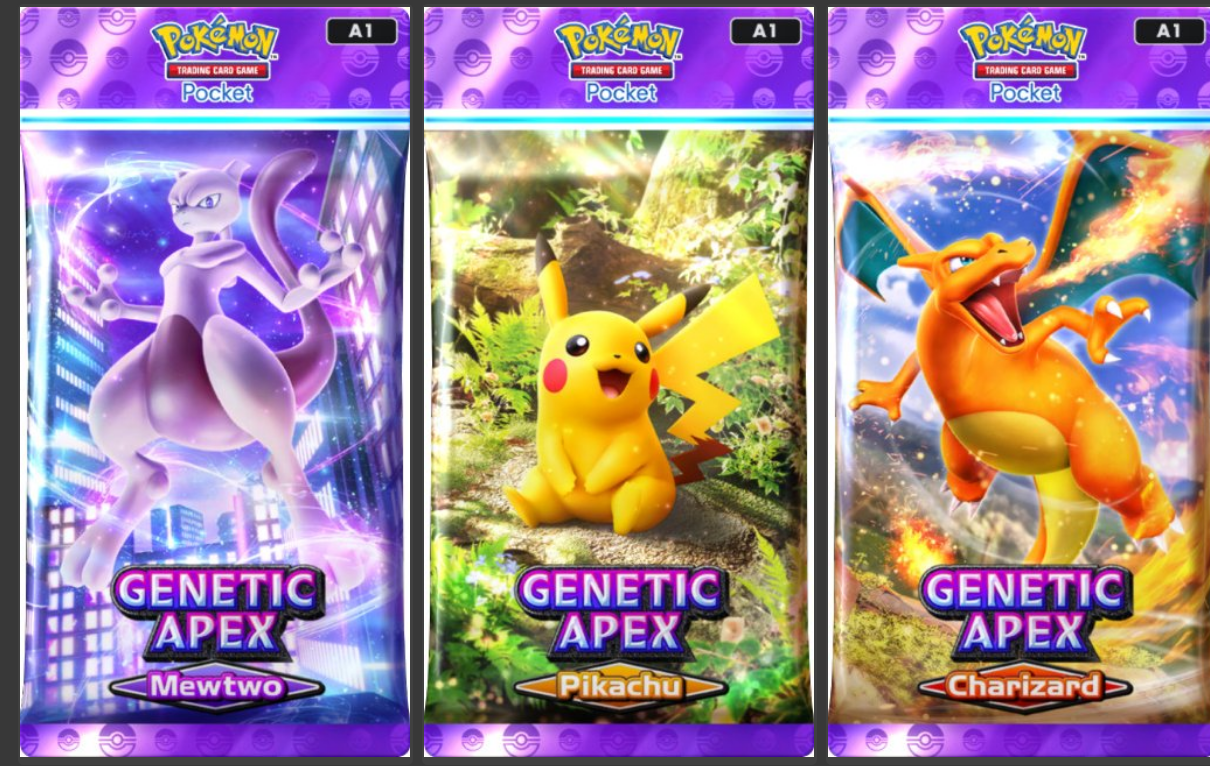 POKéMON
TRADING CARD GAME
Pocket
A1
GENETIC
APEX
Mewtwo
POKéMON
TRADING CARD GAME
Pocket
A1
GENETIC
APEX
Pikachu
POKéMON
TRADING CARD GAME
Pocket
A1
GENETIC
APEX
Charizard